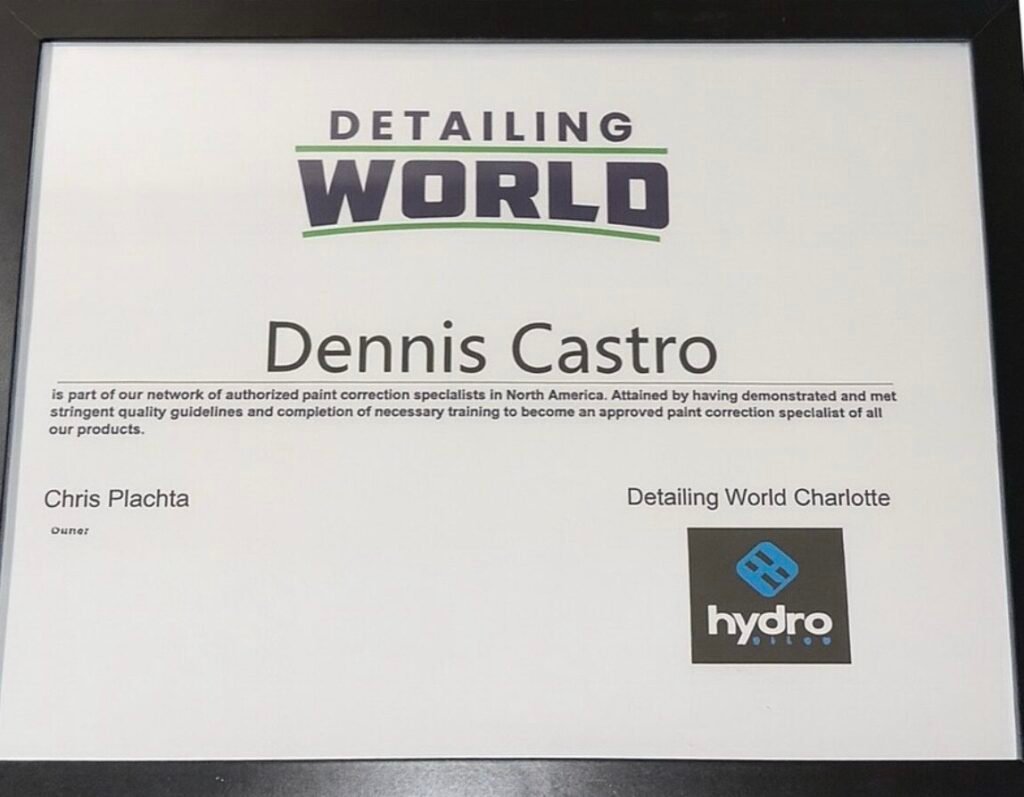 DETAILING
WORLD
Dennis Castro
is part of our network of authorized paint correction specialists in North America. Attained by having demonstrated and met
stringent quality guidelines and completion of necessary training to become an approved paint correction specialist of all
our products.
Chris Plachta
Detailing World Charlotte
Owner
hydro